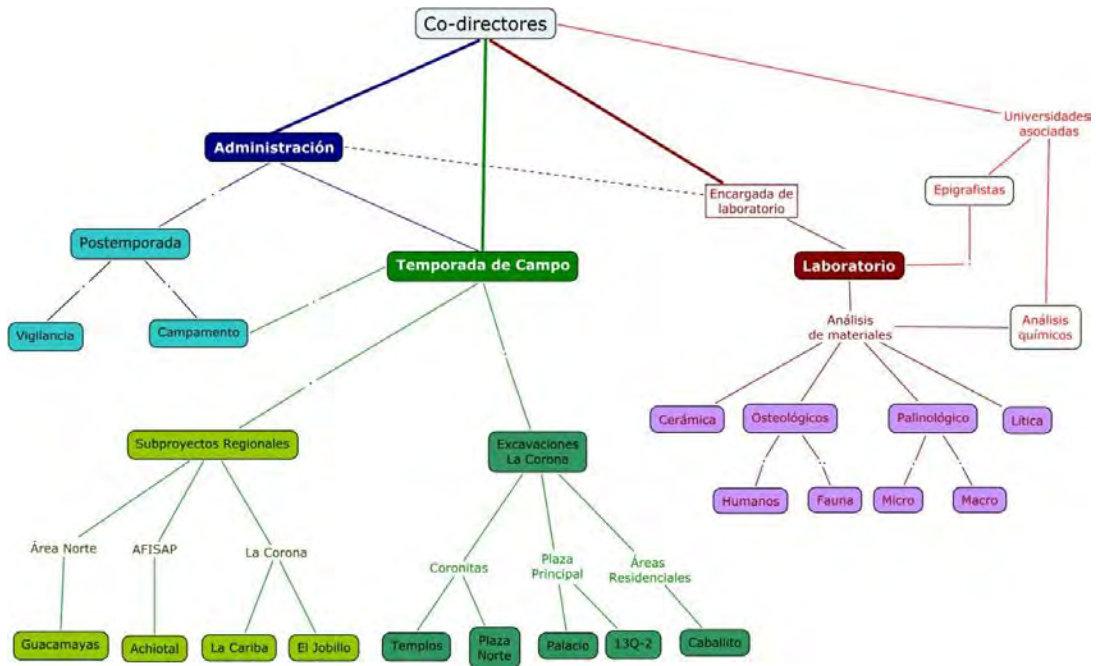 Co-directores
Universidades
asociadas
Administración
Encargada de
laboratorio
Epigrafistas
Postemporada
Temporada de Campo
Laboratorio
Vigilancia
Campamento
Análisis
de materiales
Análisis
químicos
Cerámica
Osteológicos
Palinológico
Lítica
Subproyectos Regionales
Excavaciones
La Corona
Humanos
Fauna
Micro
Macro
Área Norte
AFISAP
La Corona
Coronitas
Plaza
Principal
Áreas
Residenciales
Guacamayas
Achiotal
La Cariba
El Jobillo
Templos
Plaza
Norte
Palacio
13Q-2
Caballito